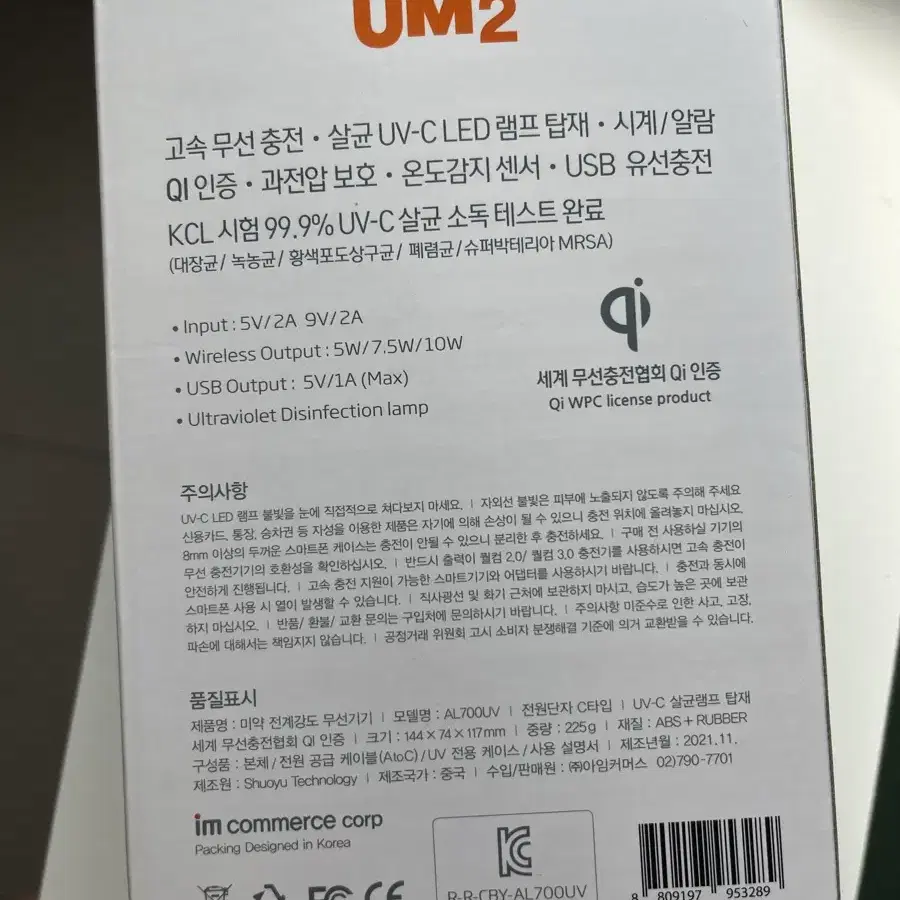 UM2
고속 무선 충전 · 살균 UV-C LED 램프 탑재 · 시계/알람
QI 인증 · 과전압 보호 · 온도감지 센서 · USB 유선충전
KCL 시험 99.9% UV-C 살균 소독 테스트 완료
(대장균/ 녹농균/ 황색포도상구균/ 폐렴균/슈퍼박테리아 MRSA)
• Input : 5V/2A 9V/2A
• Wireless Output : 5W/7.5W/10W
• USB Output : 5V/1A (Max)
• Ultraviolet Disinfection lamp
qi
세계 무선충전협회 Qi 인증
Qi WPC license product
주의사항
UV-C LED 램프 불빛을 눈에 직접적으로 쳐다보지 마세요. ㅣ 자외선 불빛은 피부에 노출되지 않도록 주의해 주세요
신용카드, 통장, 승차권 등 자성을 이용한 제품은 자기에 의해 손상이 될 수 있으니 충전 위치에 올려놓지 마십시오.
8mm 이상의 두꺼운 스마트폰 케이스는 충전이 안될 수 있으니 분리한 후 충전하세요. ㅣ 구매 전 사용하실 기기의
무선 충전기기의 호환성을 확인하십시오. ㅣ 반드시 출력이 퀄컴 2.0/ 퀄컴 3.0 충전기를 사용하시면 고속 충전이
안전하게 진행됩니다. ㅣ 고속 충전 지원이 가능한 스마트기기와 어댑터를 사용하시기 바랍니다. ㅣ 충전과 동시에
스마트폰 사용 시 열이 발생할 수 있습니다. ㅣ 직사광선 및 화기 근처에 보관하지 마시고, 습도가 높은 곳에 보관
하지 마십시오. ㅣ 반품/ 환불/ 교환 문의는 구입처에 문의하시기 바랍니다. ㅣ 주의사항 미준수로 인한 사고, 고장,
파손에 대해서는 책임지지 않습니다. ㅣ 공정거래 위원회 고시 소비자 분쟁해결 기준에 의거 교환받을 수 있습니다.
품질표시
제품명 : 미약 전계강도 무선기기 ㅣ 모델명 : AL700UV ㅣ 전원단자 C타입 ㅣ UV-C 살균램프 탑재
세계 무선충전협회 QI 인증 ㅣ 크기 : 144×74×117mm ㅣ 중량 : 225g ㅣ 재질 : ABS+RUBBER
구성품 : 본체/전원 공급 케이블(AtoC)/UV 전용 케이스/사용 설명서 ㅣ 제조년월 : 2021.11.
제조원 : Shuoyu Technology ㅣ 제조국가 : 중국 ㅣ 수입/판매원 : ㈜아임커머스 02)790-7701
im commerce corp
Packing Designed in Korea
KC
R-R-CBY-AL700UV
FC CE
8 809197 953289